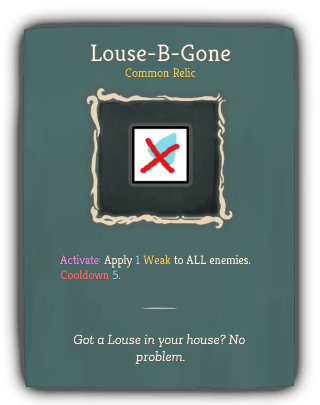 Louse-B-Gone
Common Relic
Activate: Apply 1 Weak to ALL enemies.
Cooldown 5.
Got a Louse in your house? No
problem.